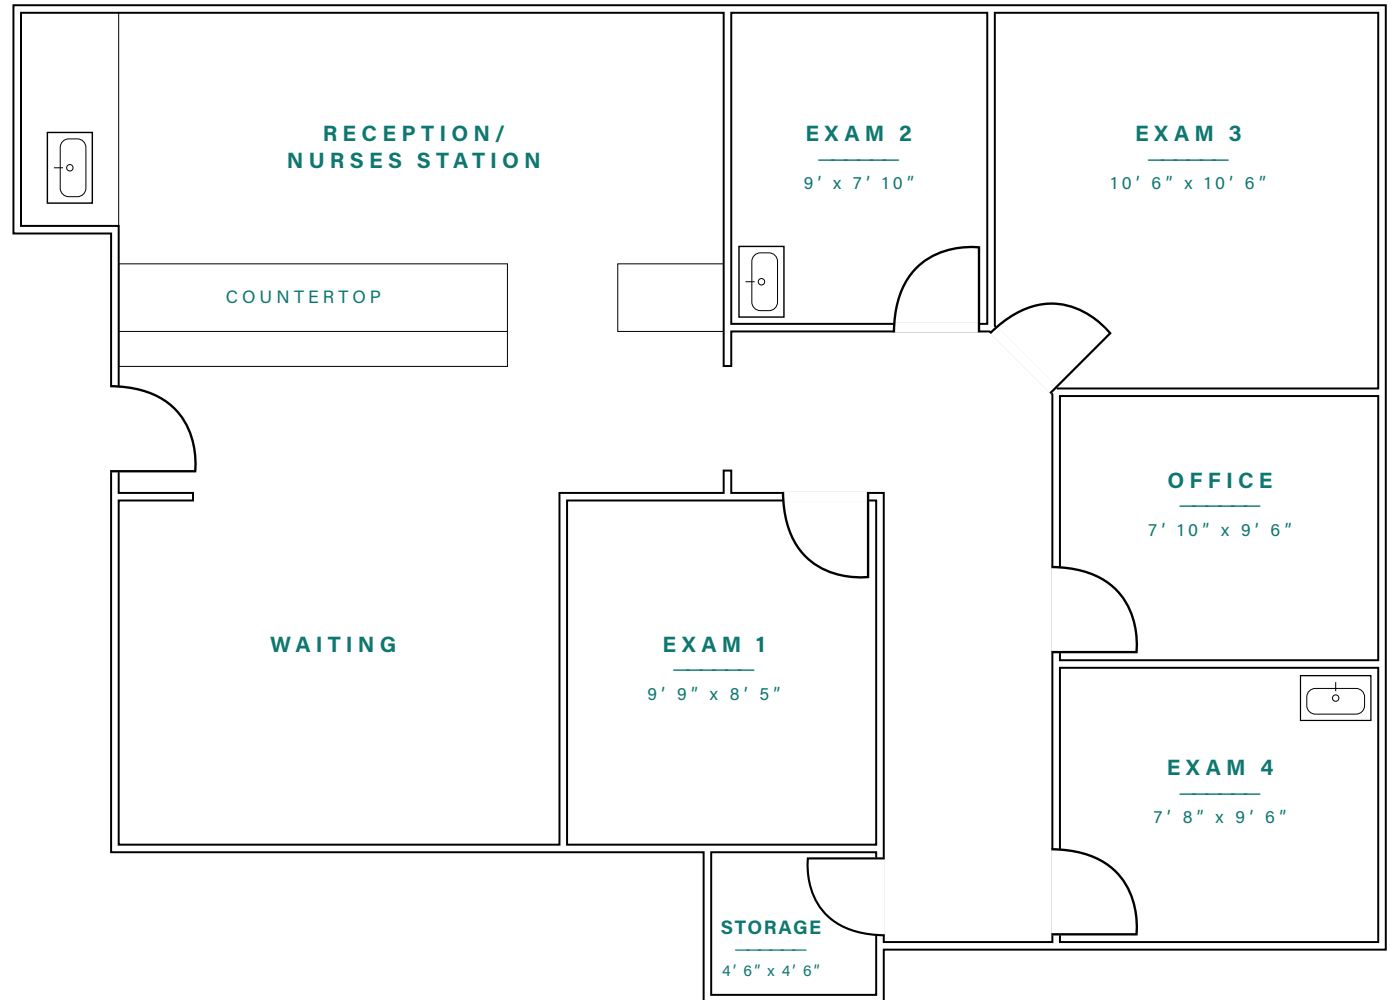 RECEPTION/
NURSES STATION
EXAM 2
9′ x 7′ 10″
EXAM 3
10′ 6″ x 10′ 6″
COUNTERTOP
OFFICE
7′ 10″ x 9′ 6″
WAITING
EXAM 1
9′ 9″ x 8′ 5″
EXAM 4
7′ 8″ x 9′ 6″
STORAGE
4′ 6″ x 4′ 6″